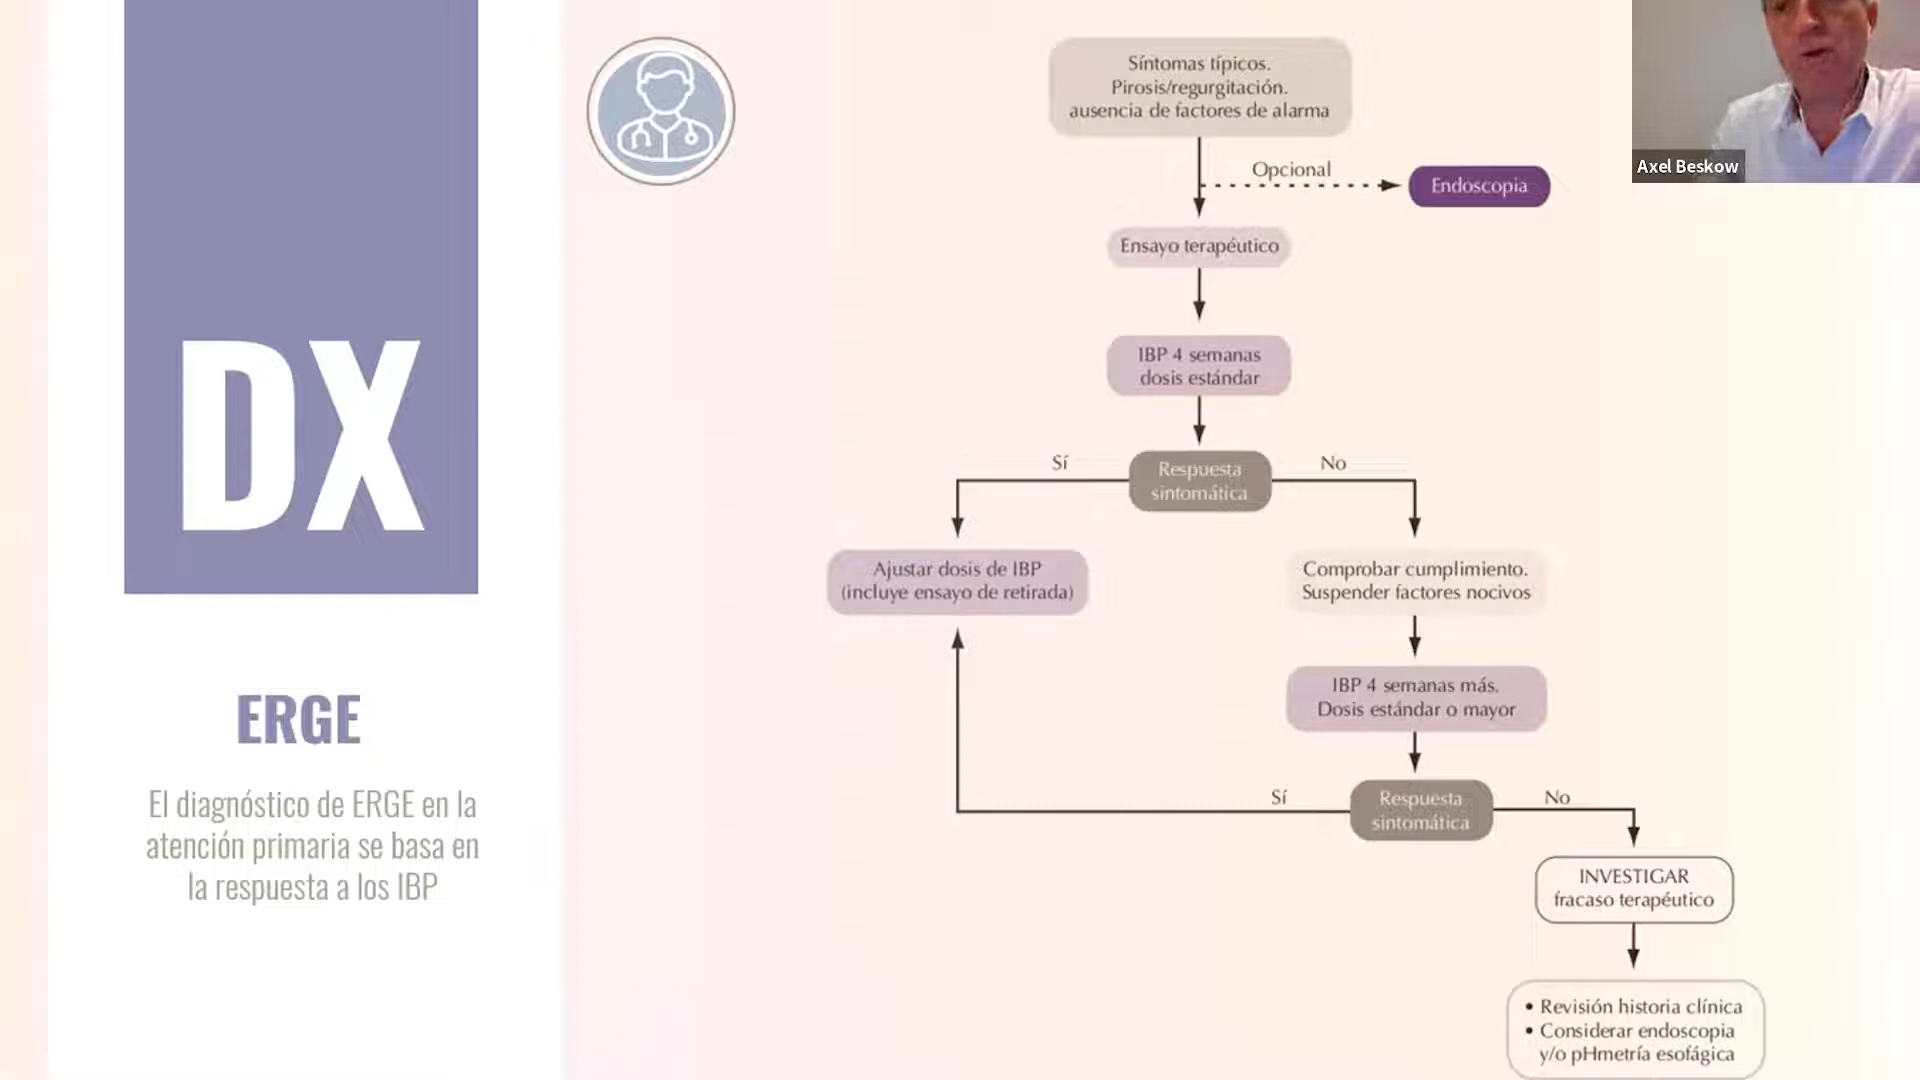 DX
ERGE
El diagnóstico de ERGE en la
atención primaria se basa en
la respuesta a los IBP
Síntomas típicos.
Pirosis/regurgitación.
ausencia de factores de alarma
Opcional
Endoscopia
Ensayo terapéutico
IBP 4 semanas
dosis estándar
Respuesta
sintomática
Sí
No
Ajustar dosis de IBP
(incluye ensayo de retirada)
Comprobar cumplimiento.
Suspender factores nocivos
IBP 4 semanas más.
Dosis estándar o mayor
Respuesta
sintomática
Sí
No
INVESTIGAR
fracaso terapéutico
• Revisión historia clínica
• Considerar endoscopia
y/o pHmetría esofágica
Axel Beskow